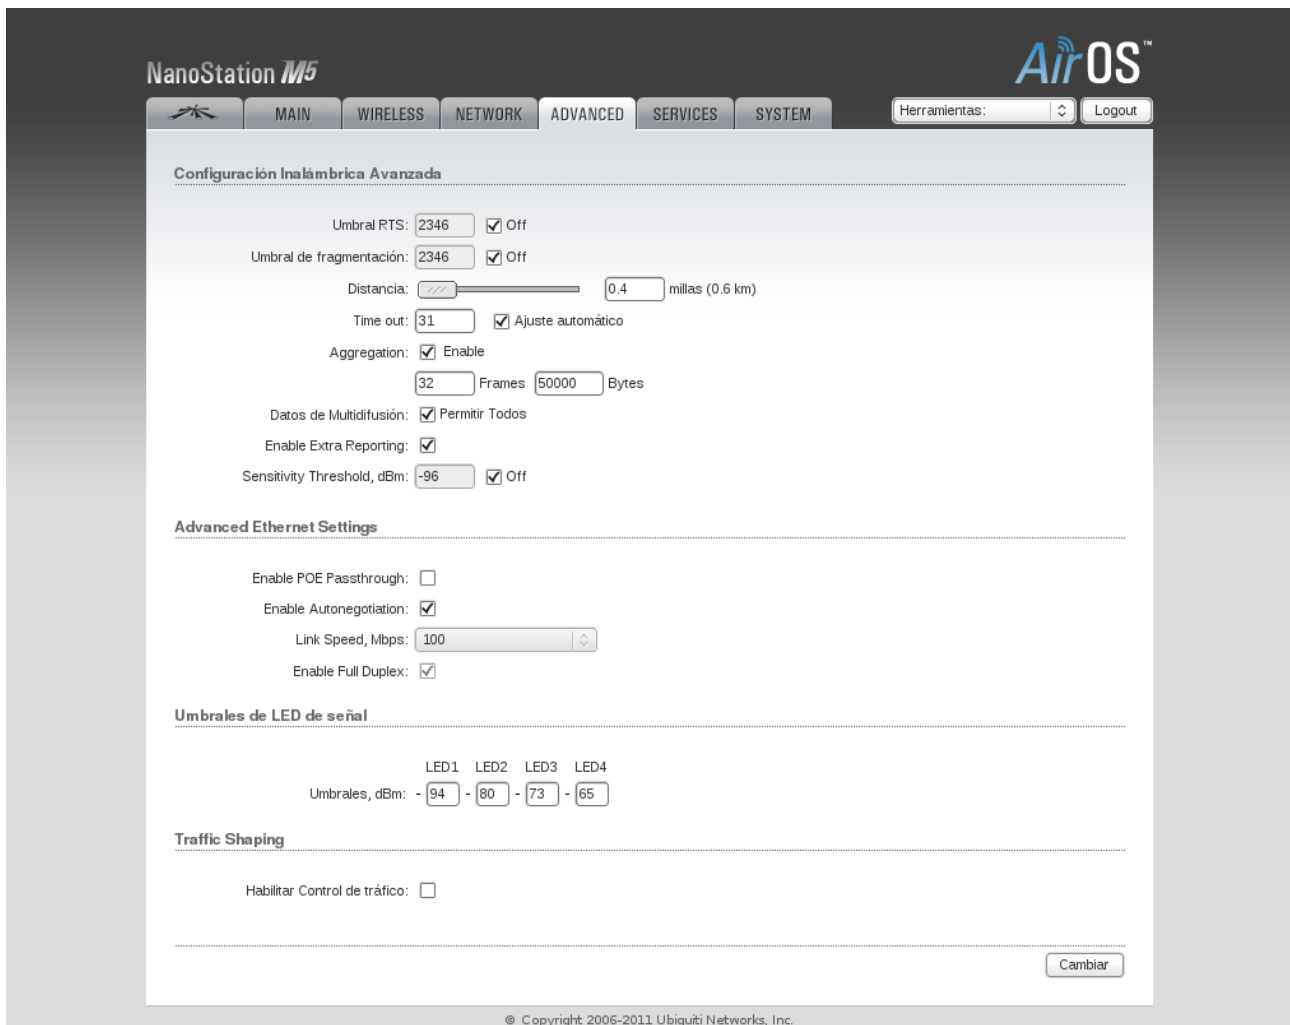 NanoStation M5
AirOS™
MAIN WIRELESS NETWORK ADVANCED SERVICES SYSTEM Herramientas: Logout
Configuración Inalámbrica Avanzada
Umbral RTS: 2346 Off
Umbral de fragmentación: 2346 Off
Distancia: 0.4 millas (0.6 km)
Time out: 31 Ajuste automático
Aggregation: Enable
32 Frames 50000 Bytes
Datos de Multidifusión: Permitir Todos
Enable Extra Reporting:
Sensitivity Threshold, dBm: -96 Off
Advanced Ethernet Settings
Enable POE Passthrough:
Enable Autonegotiation:
Link Speed, Mbps: 100
Enable Full Duplex:
Umbrales de LED de señal
LED1 LED2 LED3 LED4
Umbrales, dBm: - 94 - 80 - 73 - 65
Traffic Shaping
Habilitar Control de tráfico:
Cambiar
© Copyright 2006-2011 Ubiquiti Networks, Inc.